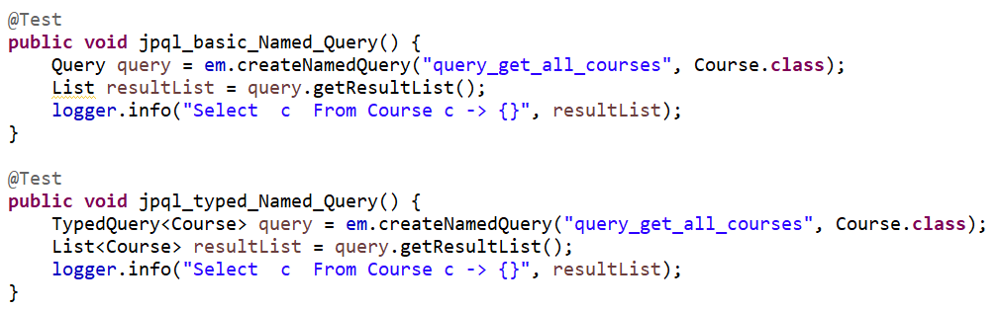 @Test
public void jpql_basic_Named_Query() {
    Query query = em.createNamedQuery("query_get_all_courses", Course.class);
    List resultList = query.getResultList();
    logger.info("Select  c  From Course c -> {}", resultList);
}
@Test
public void jpql_typed_Named_Query() {
    TypedQuery<Course> query = em.createNamedQuery("query_get_all_courses", Course.class);
    List<Course> resultList = query.getResultList();
    logger.info("Select  c  From Course c -> {}", resultList);
}